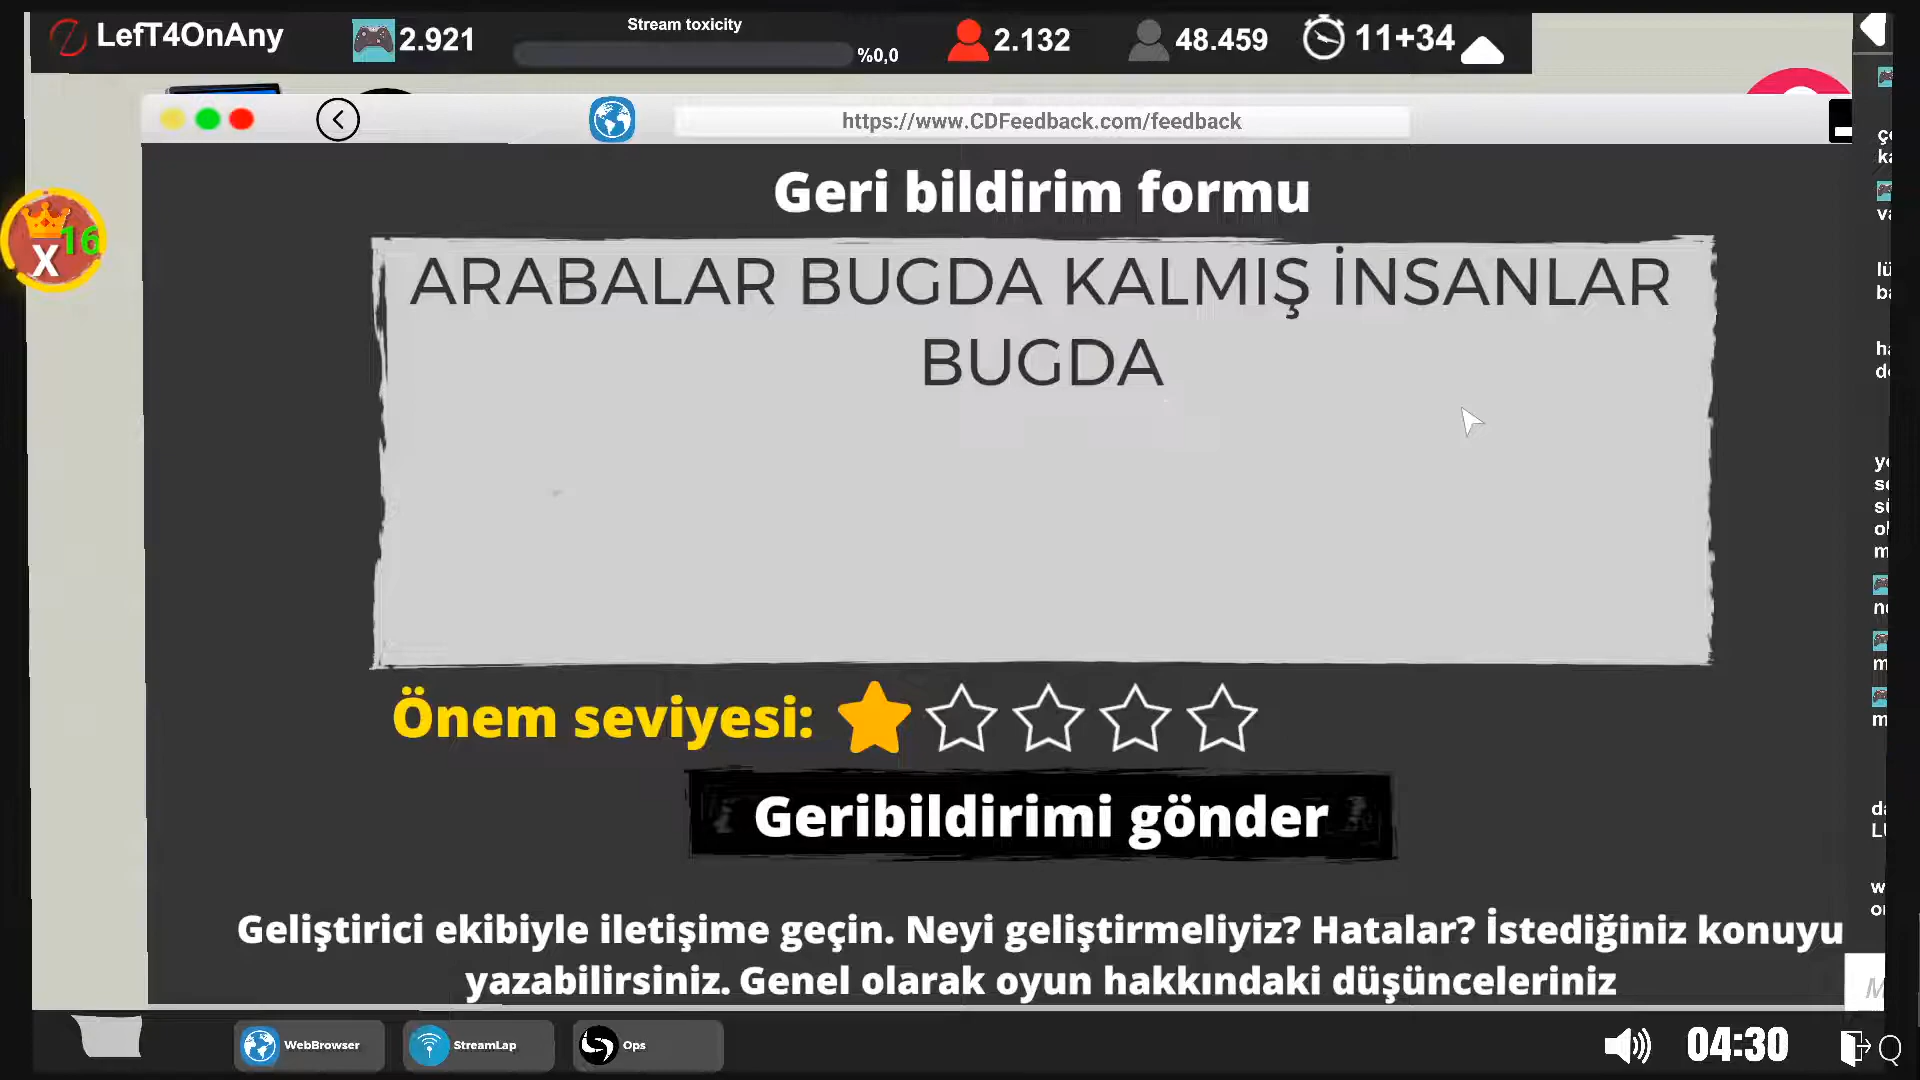 LefT4OnAny
2.921
Stream toxicity
%0,0
2.132
48.459
11+34
https://www.CDFeedback.com/feedback
Geri bildirim formu
X16
ARABALAR BUGDA KALMIŞ İNSANLAR
BUGDA
Önem seviyesi:
Geribildirimi gönder
Geliştirici ekibiyle iletişime geçin. Neyi geliştirmeliyiz? Hatalar? İstediğiniz konuyu
yazabilirsiniz. Genel olarak oyun hakkındaki düşünceleriniz
WebBrowser
StreamLap
Ops
04:30
Q